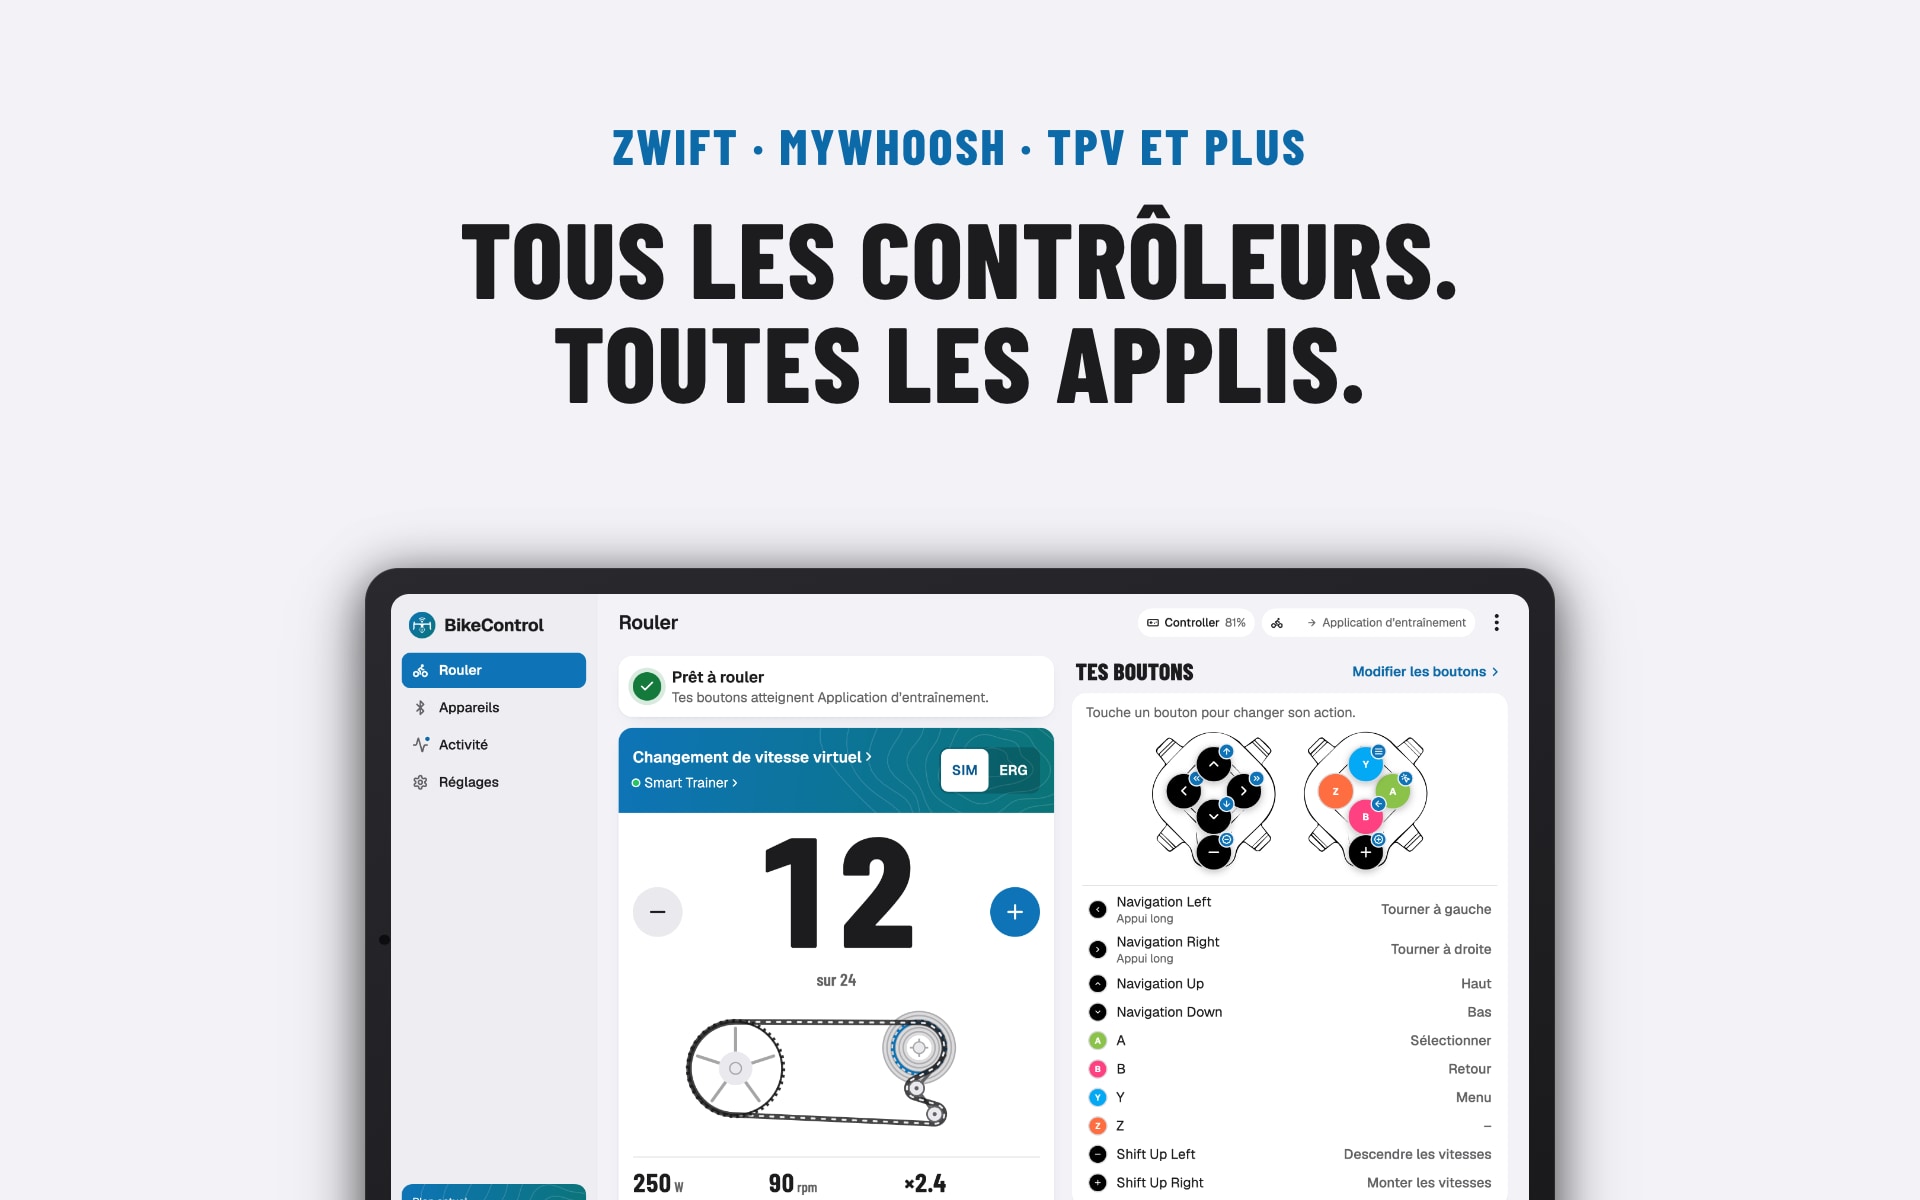 ZWIFT · MYWHOOSH · TPV ET PLUS
TOUS LES CONTRÔLEURS.
TOUTES LES APPLIS.
BikeControl
Rouler
Appareils
Activité
Réglages
Rouler
Controller 81%
→ Application d'entraînement
Prêt à rouler
Tes boutons atteignent Application d'entraînement.
Changement de vitesse virtuel >
Smart Trainer >
SIM
ERG
12
sur 24
250 W
90 rpm
×2.4
TES BOUTONS
Modifier les boutons >
Touche un bouton pour changer son action.
Y
Z
A
B
Navigation Left
Appui long
Tourner à gauche
Navigation Right
Appui long
Tourner à droite
Navigation Up
Haut
Navigation Down
Bas
A A
Sélectionner
B B
Retour
Y Y
Menu
Z Z
–
Shift Up Left
Descendre les vitesses
Shift Up Right
Monter les vitesses